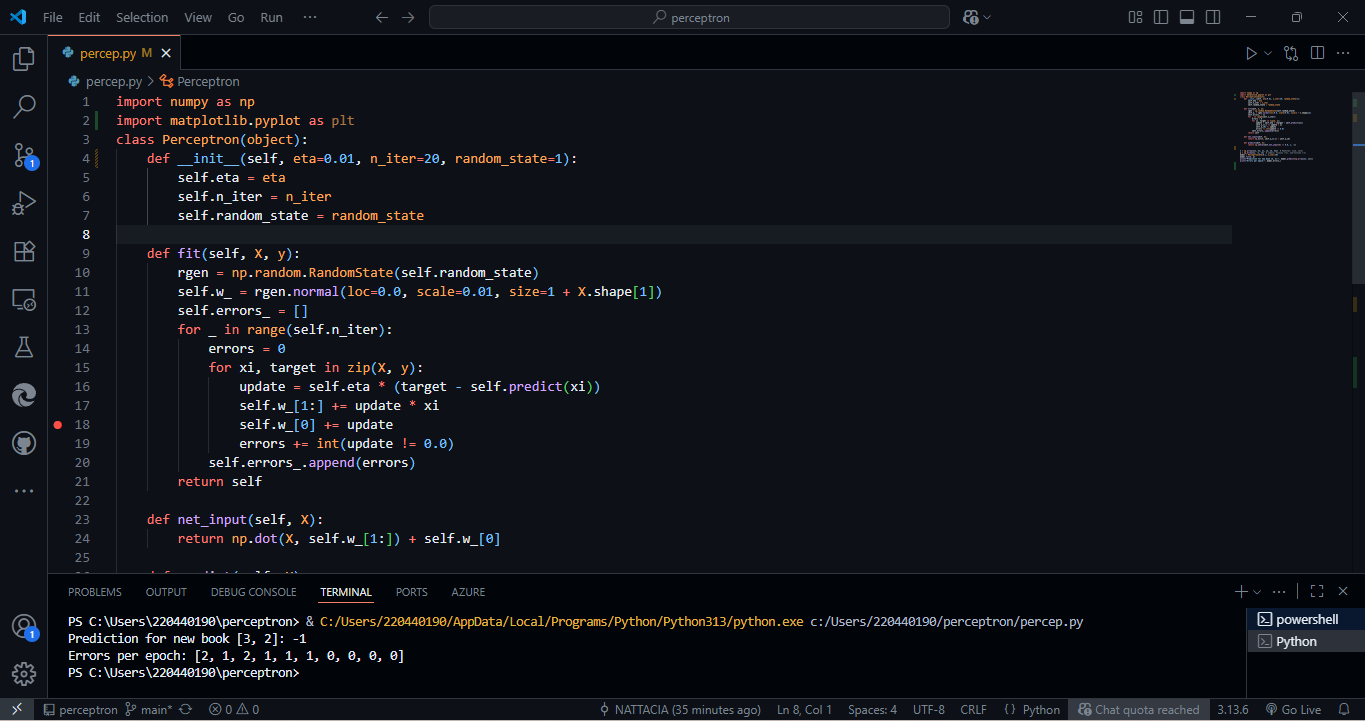 File Edit Selection View Go Run ··· perceptron
percep.py M
percep.py > Perceptron
1 import numpy as np
2 import matplotlib.pyplot as plt
3 class Perceptron(object):
4 def __init__(self, eta=0.01, n_iter=20, random_state=1):
5 self.eta = eta
6 self.n_iter = n_iter
7 self.random_state = random_state
8
9 def fit(self, X, y):
10 rgen = np.random.RandomState(self.random_state)
11 self.w_ = rgen.normal(loc=0.0, scale=0.01, size=1 + X.shape[1])
12 self.errors_ = []
13 for _ in range(self.n_iter):
14 errors = 0
15 for xi, target in zip(X, y):
16 update = self.eta * (target - self.predict(xi))
17 self.w_[1:] += update * xi
18 self.w_[0] += update
19 errors += int(update != 0.0)
20 self.errors_.append(errors)
21 return self
22
23 def net_input(self, X):
24 return np.dot(X, self.w_[1:]) + self.w_[0]
25
1
1
PROBLEMS OUTPUT DEBUG CONSOLE TERMINAL PORTS AZURE
PS C:\Users\220440190\perceptron> & C:/Users/220440190/AppData/Local/Programs/Python/Python313/python.exe c:/Users/220440190/perceptron/percep.py
Prediction for new book [3, 2]: -1
Errors per epoch: [2, 1, 2, 1, 1, 1, 0, 0, 0, 0]
PS C:\Users\220440190\perceptron>
powershell
Python
perceptron main* 0 0 NATTACIA (35 minutes ago) Ln 8, Col 1 Spaces: 4 UTF-8 CRLF {} Python Chat quota reached 3.13.6 Go Live